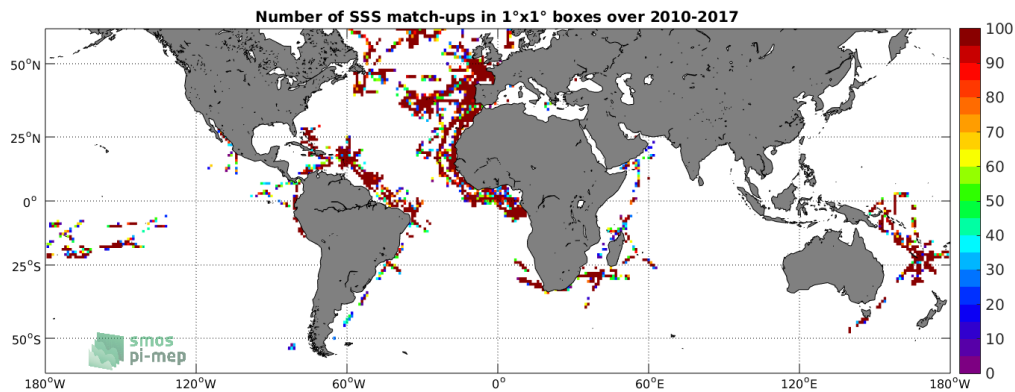 Number of SSS match-ups in 1°x1° boxes over 2010-2017
100
90
80
70
60
50
40
30
20
10
0
50°N
25°N
0°
25°S
50°S
smos
pi-mep
180°W 120°W 60°W 0° 60°E 120°E 180°E